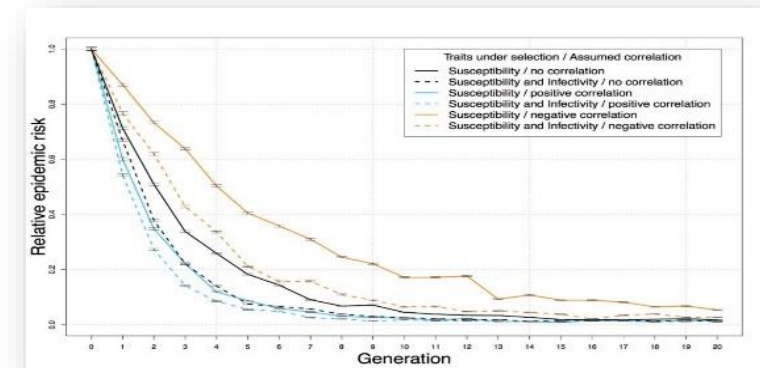 Traits under selection / Assumed correlation
Susceptibility / no correlation
Susceptibility and Infectivity / no correlation
Susceptibility / positive correlation
Susceptibility and Infectivity / positive correlation
Susceptibility / negative correlation
Susceptibility and Infectivity / negative correlation
Relative epidemic risk
1.0
0.8
0.6
0.4
0.2
0.0
0 1 2 3 4 5 6 7 8 9 10 11 12 13 14 15 16 17 18 19 20
Generation